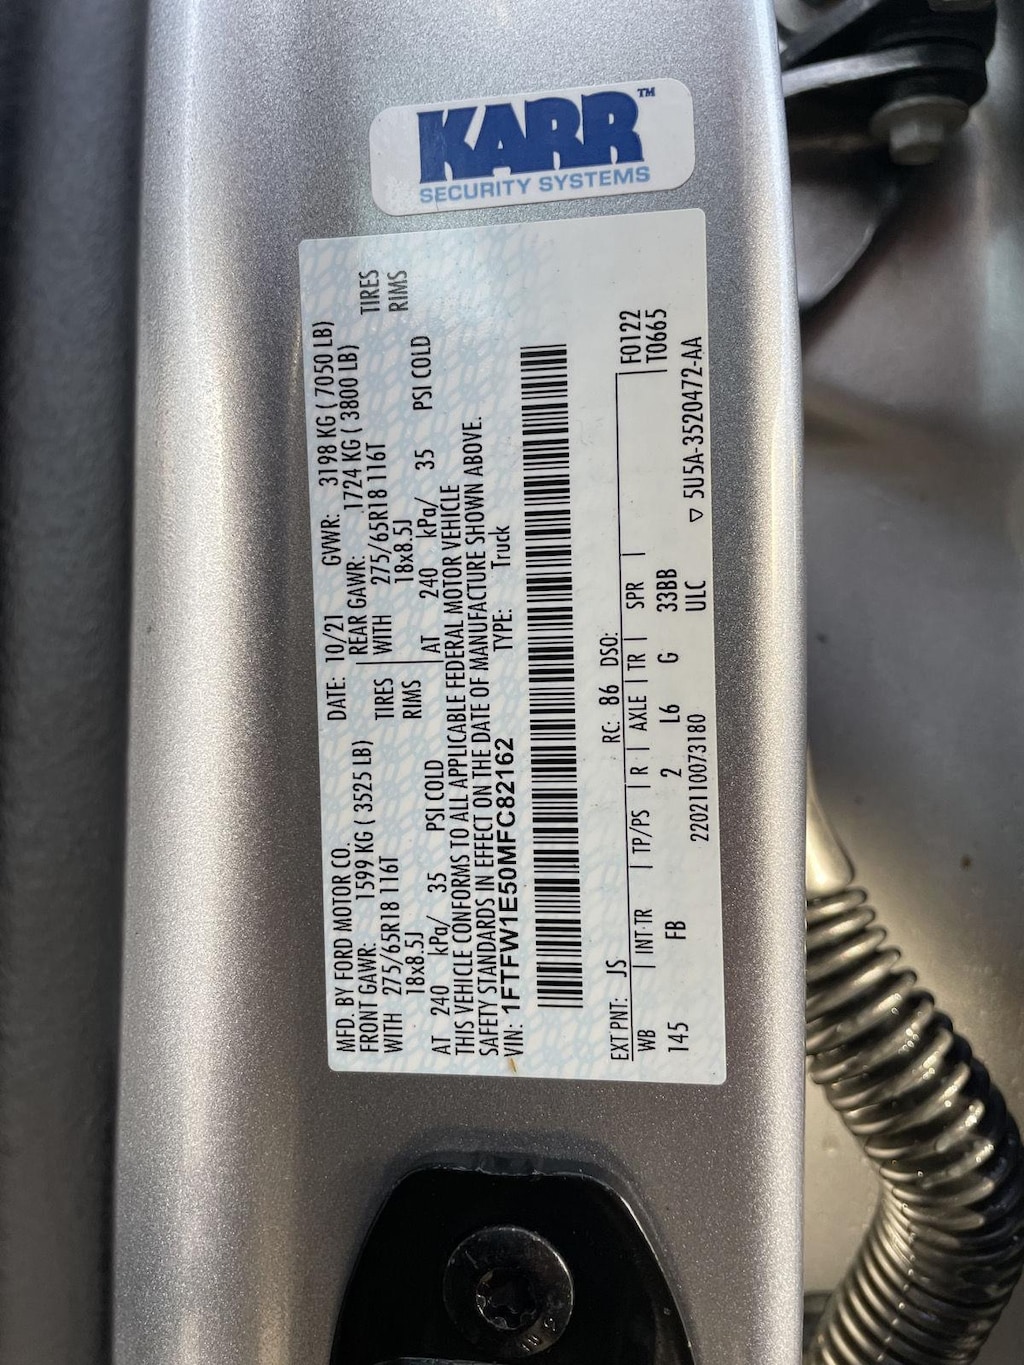 KARR™
SECURITY SYSTEMS
MFD. BY FORD MOTOR CO. DATE: 10/21 GVWR: 3198 KG ( 7050 LB)
FRONT GAWR: 1599 KG ( 3525 LB) REAR GAWR: 1724 KG ( 3800 LB)
WITH 275/65R18 116T TIRES WITH 275/65R18 116T TIRES
18x8.5J RIMS 18x8.5J RIMS
AT 240 kPa/ 35 PSI COLD AT 240 kPa/ 35 PSI COLD
THIS VEHICLE CONFORMS TO ALL APPLICABLE FEDERAL MOTOR VEHICLE
SAFETY STANDARDS IN EFFECT ON THE DATE OF MANUFACTURE SHOWN ABOVE.
VIN: 1FTFW1E50MFC82162 TYPE: Truck
EXT PNT: JS RC: 86 DSO: F0122
WB INT TR TP/PS R AXLE TR SPR T0665
145 FB 2 L6 G 33BB
2202110073180 ULC ▽ 5U5A-3520472-AA